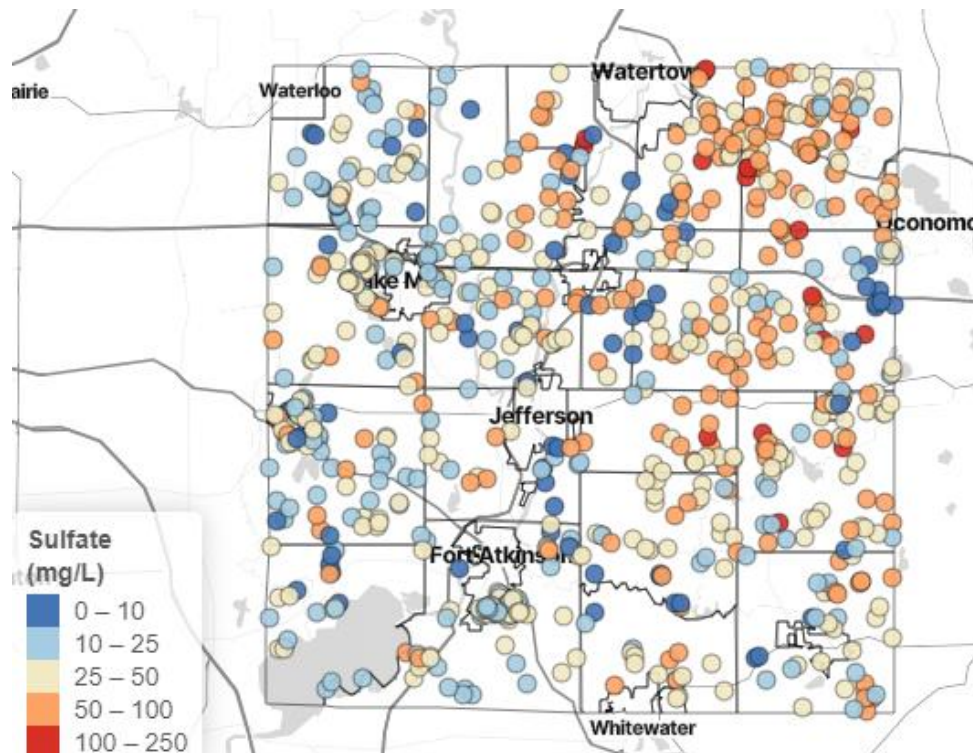 Watertow
airie
Waterloo
Oconomo
ake M
Jefferson
Fort Atkinson
Whitewater
Sulfate
(mg/L)
0 – 10
10 – 25
25 – 50
50 – 100
100 – 250